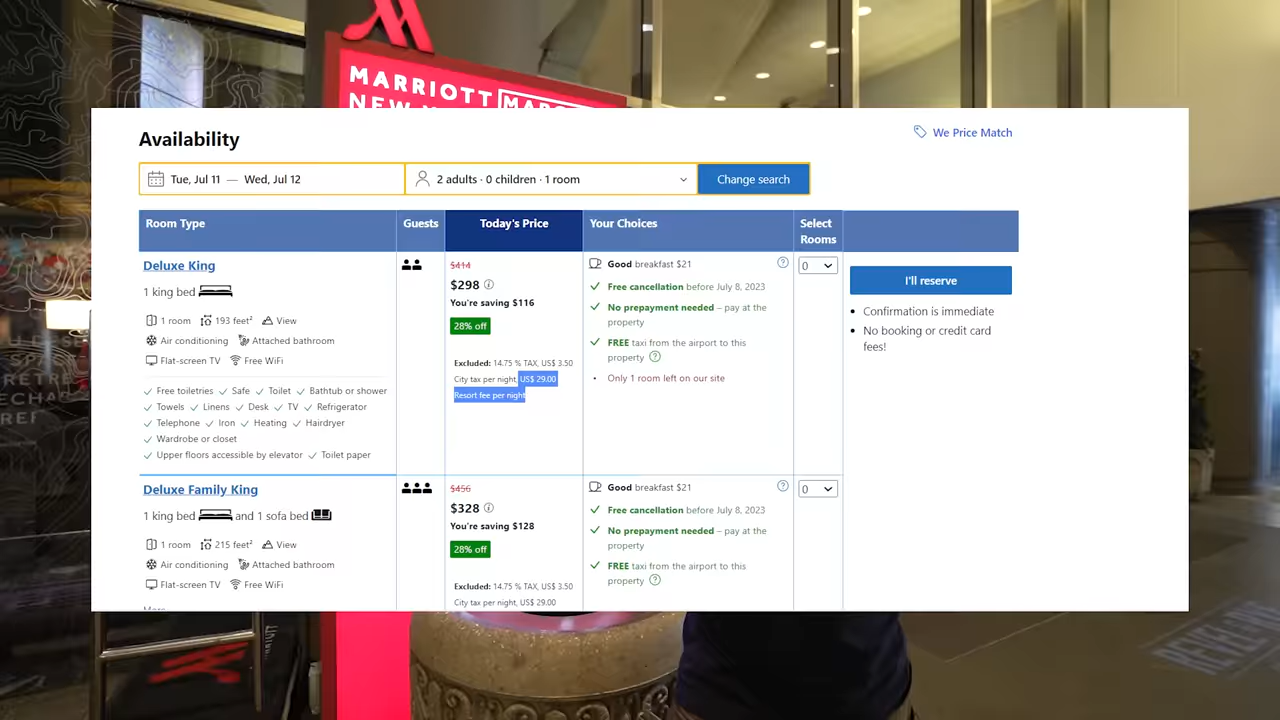 MARRIOTT
Availability
We Price Match
Tue, Jul 11 — Wed, Jul 12
2 adults · 0 children · 1 room
Change search
Room Type
Guests
Today's Price
Your Choices
Select
Rooms
Deluxe King
1 king bed
1 room 193 feet² View
Air conditioning Attached bathroom
Flat-screen TV Free WiFi
Free toiletries Safe Toilet Bathtub or shower
Towels Linens Desk TV Refrigerator
Telephone Iron Heating Hairdryer
Wardrobe or closet
Upper floors accessible by elevator Toilet paper
$414
$298
You're saving $116
28% off
Excluded: 14.75 % TAX, US$ 3.50
City tax per night, US$ 29.00
Resort fee per night
Good breakfast $21
Free cancellation before July 8, 2023
No prepayment needed – pay at the
property
FREE taxi from the airport to this
property
• Only 1 room left on our site
0
I'll reserve
• Confirmation is immediate
• No booking or credit card
fees!
Deluxe Family King
1 king bed and 1 sofa bed
1 room 215 feet² View
Air conditioning Attached bathroom
Flat-screen TV Free WiFi
$456
$328
You're saving $128
28% off
Excluded: 14.75 % TAX, US$ 3.50
City tax per night, US$ 29.00
Good breakfast $21
Free cancellation before July 8, 2023
No prepayment needed – pay at the
property
FREE taxi from the airport to this
property
0